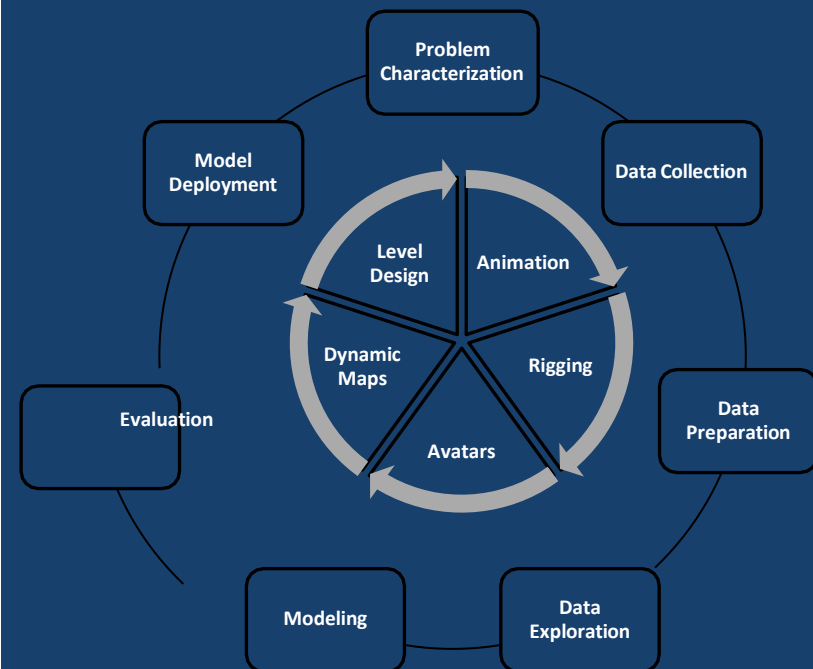 Problem
Characterization
Data Collection
Data
Preparation
Data
Exploration
Modeling
Evaluation
Model
Deployment
Animation
Rigging
Avatars
Dynamic
Maps
Level
Design